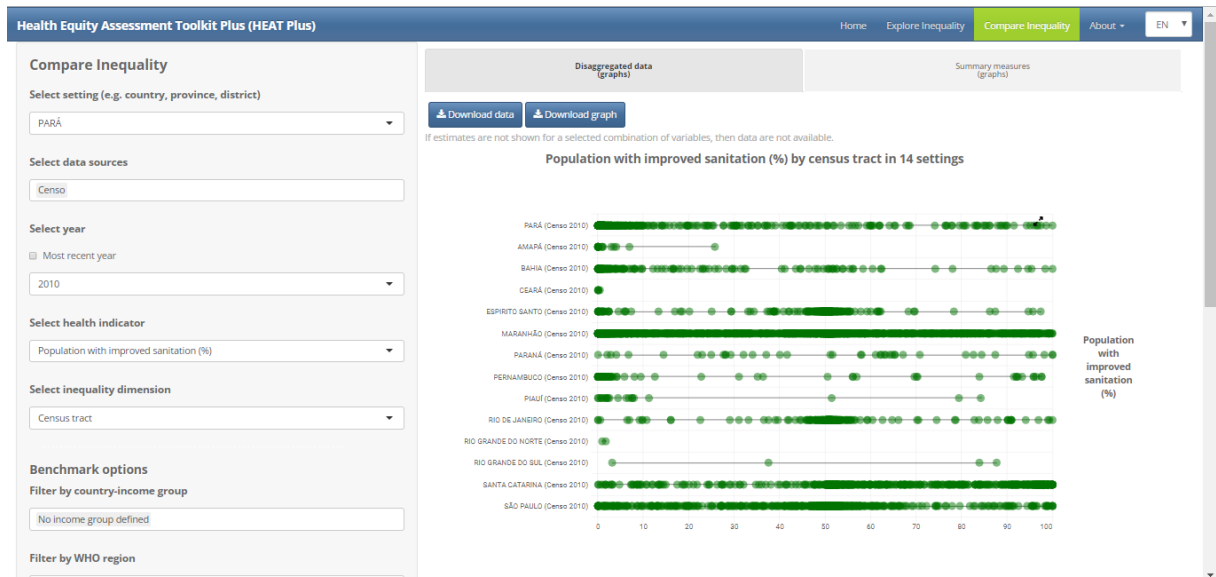 Health Equity Assessment Toolkit Plus (HEAT Plus)
Home
Explore Inequality
Compare Inequality
About
EN
Compare Inequality
Select setting (e.g. country, province, district)
PARÁ
Select data sources
Censo
Select year
Most recent year
2010
Select health indicator
Population with improved sanitation (%)
Select inequality dimension
Census tract
Benchmark options
Filter by country-income group
No income group defined
Filter by WHO region
Disaggregated data
(graphs)
Summary measures
(graphs)
Download data
Download graph
If estimates are not shown for a selected combination of variables, then data are not available.
Population with improved sanitation (%) by census tract in 14 settings
PARÁ (Censo 2010)
AMAPÁ (Censo 2010)
BAHIA (Censo 2010)
CEARÁ (Censo 2010)
ESPIRITO SANTO (Censo 2010)
MARANHÃO (Censo 2010)
PARANÁ (Censo 2010)
PERNAMBUCO (Censo 2010)
PIAUÍ (Censo 2010)
RIO DE JANEIRO (Censo 2010)
RIO GRANDE DO NORTE (Censo 2010)
RIO GRANDE DO SUL (Censo 2010)
SANTA CATARINA (Censo 2010)
SÃO PAULO (Censo 2010)
0 10 20 30 40 50 60 70 80 90 100
Population
with
improved
sanitation
(%)